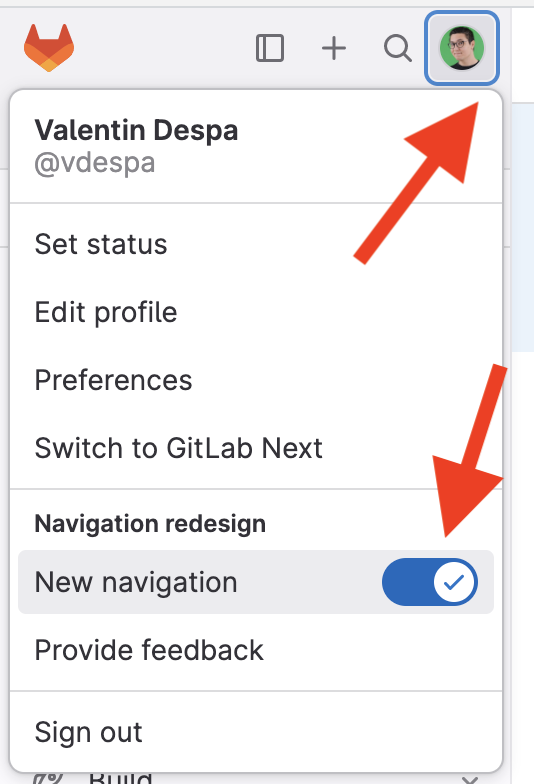 Valentin Despa
@vdespa
Set status
Edit profile
Preferences
Switch to GitLab Next
Navigation redesign
New navigation
Provide feedback
Sign out
Build